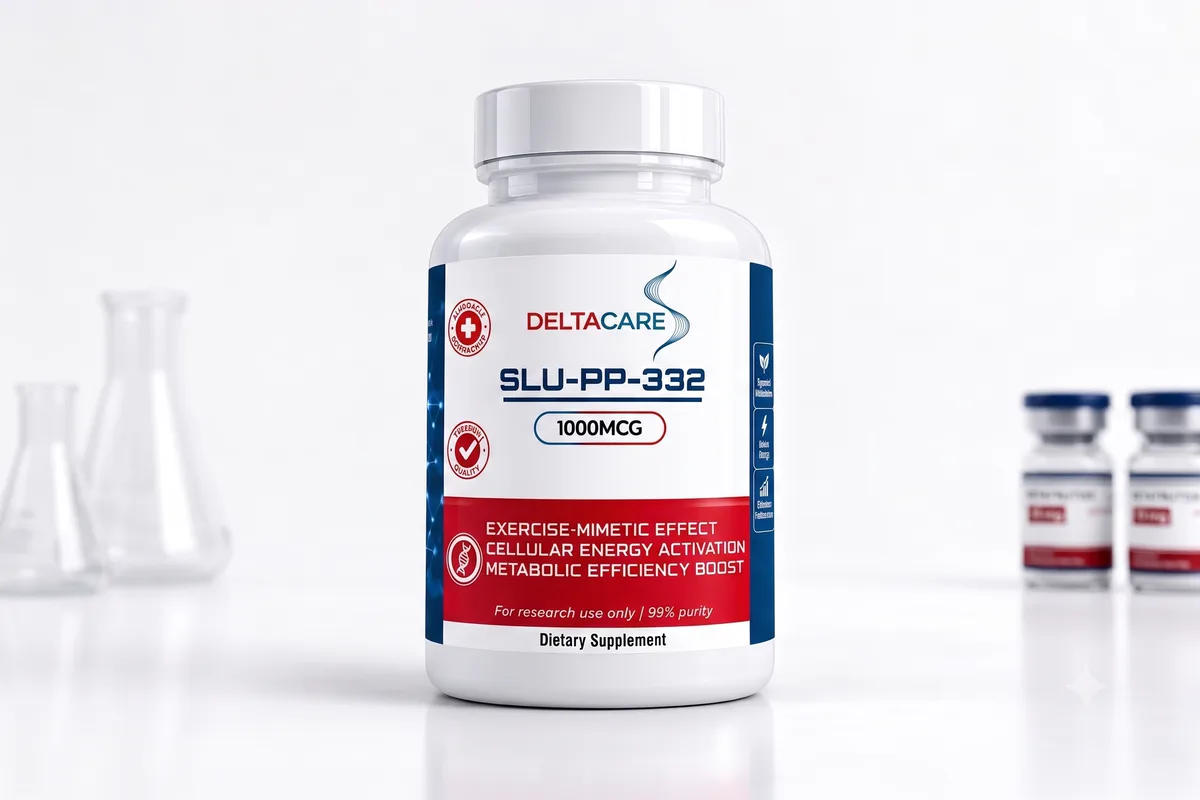 DELTACARE
SLU-PP-332
1000MCG
QUALITY
EXERCISE-MIMETIC EFFECT
CELLULAR ENERGY ACTIVATION
METABOLIC EFFICIENCY BOOST
For research use only / 99% purity
Dietary Supplement